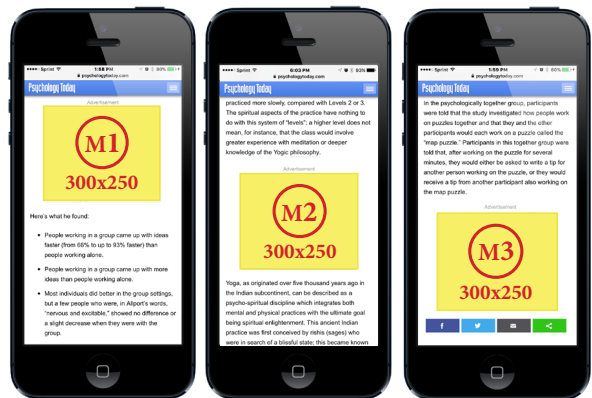 Sprint 1:58 PM 80%
psychologytoday.com
Psychology Today
Advertisement
M1
300x250
Here's what he found:
People working in a group came up with ideas
faster (from 66% to up to 93% faster) than
people working alone.
People working in a group came up with more
ideas than people working alone.
Most individuals did better in the group settings,
but a few people who were, in Allport's words,
"nervous and excitable," showed no difference or
a slight decrease when they were with the
group.
Sprint 6:03 PM 93%
psychologytoday.com
Psychology Today
practiced more slowly, compared with Levels 2 or 3.
The spiritual aspects of the practice have nothing to
do with this system of "levels"; a higher level does not
mean, for instance, that the class would involve
greater experience with meditation or deeper
knowledge of the Yogic philosophy.
Advertisement
M2
300x250
Yoga, as originated over five thousand years ago in
the Indian subcontinent, can be described as a
psycho-spiritual discipline which integrates both
mental and physical practices with the ultimate goal
being spiritual enlightenment. This ancient Indian
practice was first conceived by rishis (sages) who
were in search of a blissful state; this became known
Sprint 1:59 PM 80%
psychologytoday.com
Psychology Today
In the psychologically together group, participants
were told that the study investigated how people work
on puzzles together and that they and the other
participants would each work on a puzzle called the
"map puzzle." Participants in this together group were
told that, after working on the puzzle for several
minutes, they would either be asked to write a tip for
another person working on the puzzle, or they would
receive a tip from another participant also working on
the map puzzle.
Advertisement
M3
300x250
f